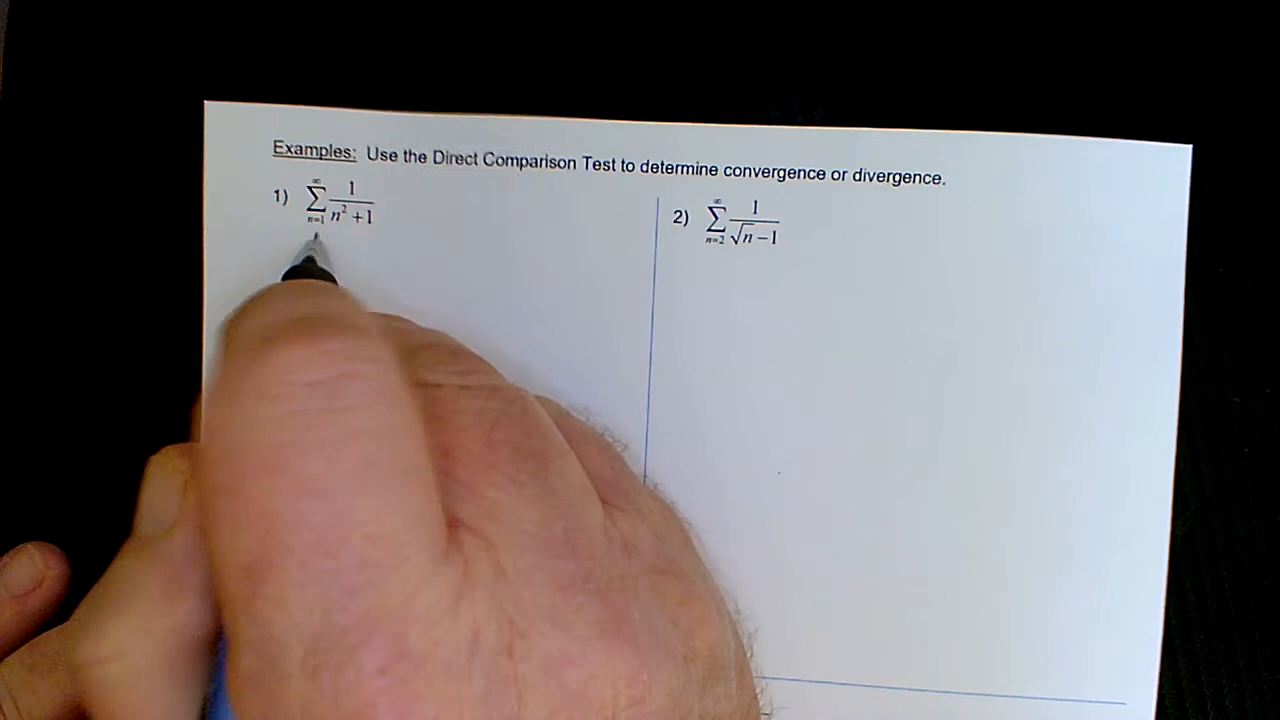 Examples: Use the Direct Comparison Test to determine convergence or divergence.
1) ∑_{n=1}^{∞} 1/(n² + 1)
2) ∑_{n=2}^{∞} 1/(√n − 1)